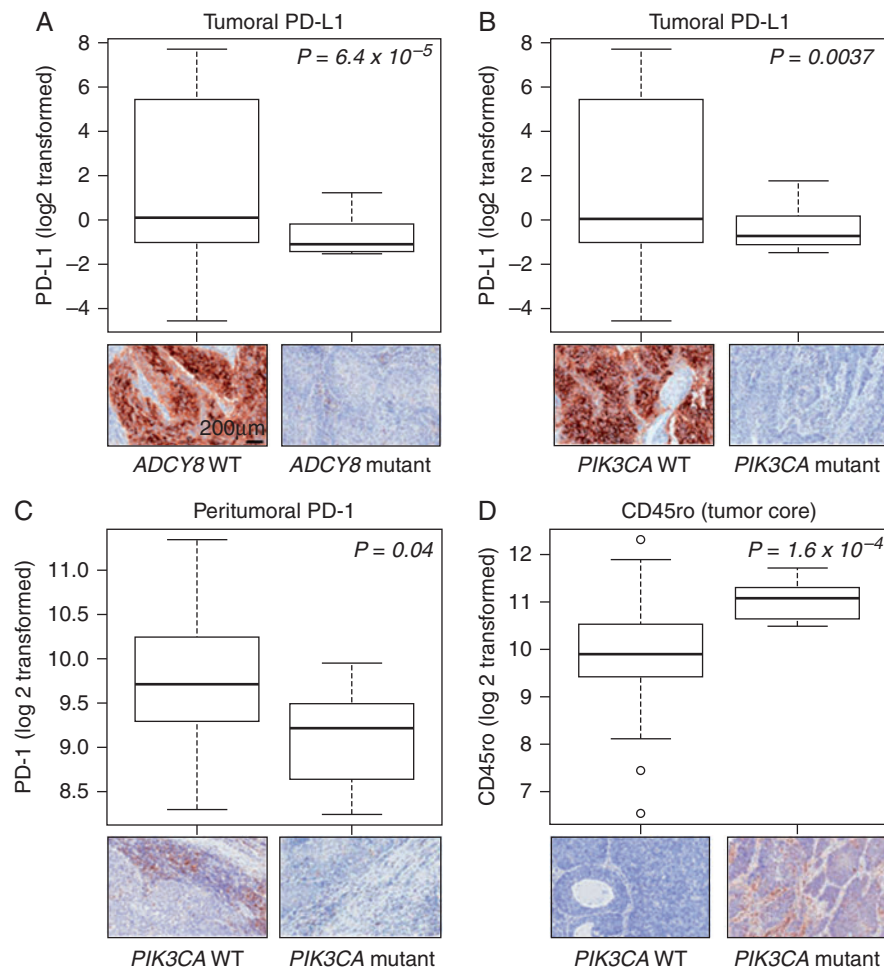 A
Tumoral PD-L1
P = 6.4 x 10⁻⁵
PD-L1 (log2 transformed)
8
6
4
2
0
−2
−4
200µm
ADCY8 WT
ADCY8 mutant
B
Tumoral PD-L1
P = 0.0037
PD-L1 (log2 transformed)
8
6
4
2
0
−2
−4
PIK3CA WT
PIK3CA mutant
C
Peritumoral PD-1
P = 0.04
PD-1 (log 2 transformed)
11.0
10.5
10.0
9.5
9.0
8.5
PIK3CA WT
PIK3CA mutant
D
CD45ro (tumor core)
P = 1.6 x 10⁻⁴
CD45ro (log 2 transformed)
12
11
10
9
8
7
PIK3CA WT
PIK3CA mutant